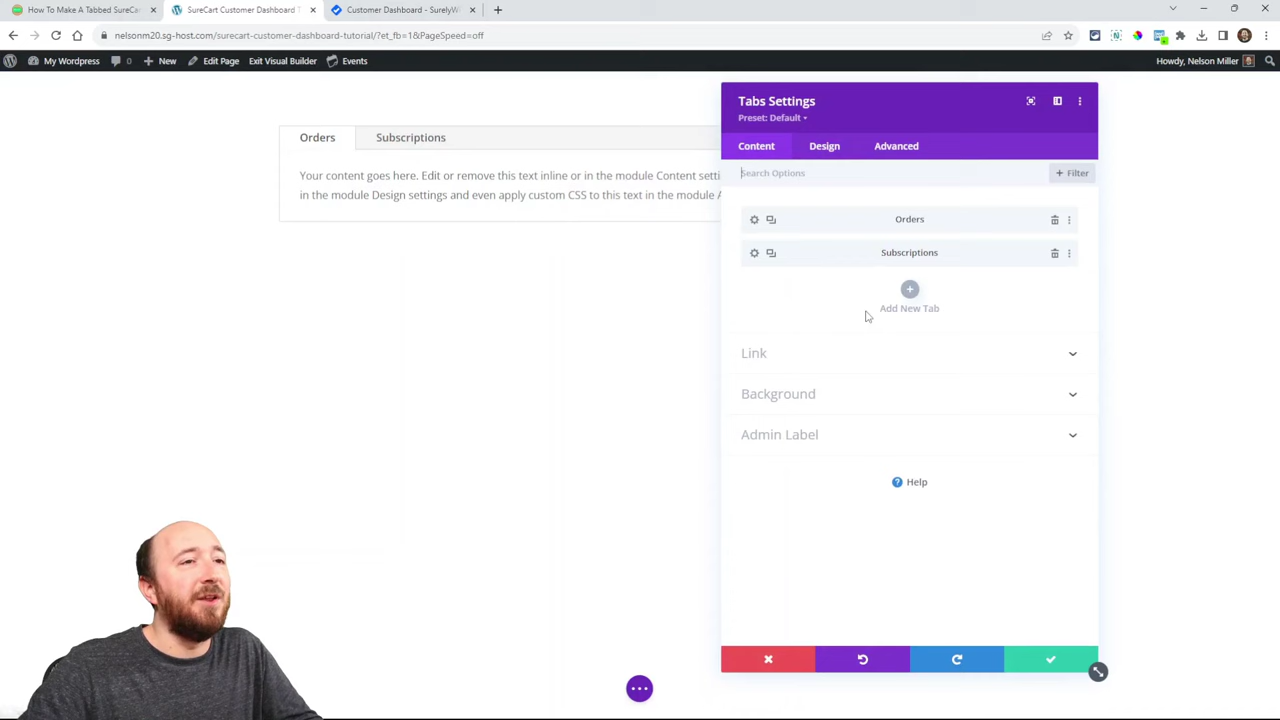 How To Make A Tabbed SureCar
SureCart Customer Dashboard T
Customer Dashboard - SurelyW
nelsonm20.sg-host.com/surecart-customer-dashboard-tutorial/?et_fb=1&PageSpeed=off
My Wordpress
0
New
Edit Page
Exit Visual Builder
Events
Howdy, Nelson Miller
Orders
Subscriptions
Your content goes here. Edit or remove this text inline or in the module Content setti
in the module Design settings and even apply custom CSS to this text in the module A
Tabs Settings
Preset: Default
Content
Design
Advanced
Search Options
+ Filter
Orders
Subscriptions
Add New Tab
Link
Background
Admin Label
Help